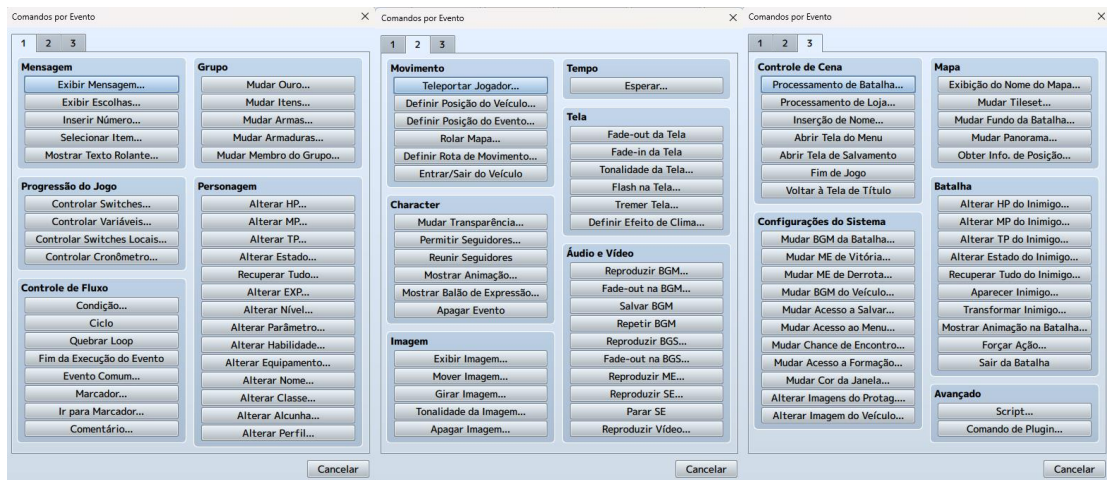 Comandos por Evento
1 2 3
Mensagem
Exibir Mensagem...
Exibir Escolhas...
Inserir Número...
Selecionar Item...
Mostrar Texto Rolante...
Progressão do Jogo
Controlar Switches...
Controlar Variáveis...
Controlar Switches Locais...
Controlar Cronômetro...
Controle de Fluxo
Condição...
Ciclo
Quebrar Loop
Fim da Execução do Evento
Evento Comum...
Marcador...
Ir para Marcador...
Comentário...
Grupo
Mudar Ouro...
Mudar Itens...
Mudar Armas...
Mudar Armaduras...
Mudar Membro do Grupo...
Personagem
Alterar HP...
Alterar MP...
Alterar TP...
Alterar Estado...
Recuperar Tudo...
Alterar EXP...
Alterar Nível...
Alterar Parâmetro...
Alterar Habilidade...
Alterar Equipamento...
Alterar Nome...
Alterar Classe...
Alterar Alcunha...
Alterar Perfil...
Cancelar
Comandos por Evento
1 2 3
Movimento
Teleportar Jogador...
Definir Posição do Veículo...
Definir Posição do Evento...
Rolar Mapa...
Definir Rota de Movimento...
Entrar/Sair do Veículo
Character
Mudar Transparência...
Permitir Seguidores...
Reunir Seguidores
Mostrar Animação...
Mostrar Balão de Expressão...
Apagar Evento
Imagem
Exibir Imagem...
Mover Imagem...
Girar Imagem...
Tonalidade da Imagem...
Apagar Imagem...
Tempo
Esperar...
Tela
Fade-out da Tela
Fade-in da Tela
Tonalidade da Tela...
Flash na Tela...
Tremer Tela...
Definir Efeito de Clima...
Áudio e Vídeo
Reproduzir BGM...
Fade-out na BGM...
Salvar BGM
Repetir BGM
Reproduzir BGS...
Fade-out na BGS...
Reproduzir ME...
Reproduzir SE...
Parar SE
Reproduzir Vídeo...
Cancelar
Comandos por Evento
1 2 3
Controle de Cena
Processamento de Batalha...
Processamento de Loja...
Inserção de Nome...
Abrir Tela do Menu
Abrir Tela de Salvamento
Fim de Jogo
Voltar à Tela de Título
Configurações do Sistema
Mudar BGM da Batalha...
Mudar ME de Vitória...
Mudar ME de Derrota...
Mudar BGM do Veículo...
Mudar Acesso a Salvar...
Mudar Acesso ao Menu...
Mudar Chance de Encontro...
Mudar Acesso a Formação...
Mudar Cor da Janela...
Alterar Imagens do Protag....
Alterar Imagem do Veículo...
Mapa
Exibição do Nome do Mapa...
Mudar Tileset...
Mudar Fundo da Batalha...
Mudar Panorama...
Obter Info. de Posição...
Batalha
Alterar HP do Inimigo...
Alterar MP do Inimigo...
Alterar TP do Inimigo...
Alterar Estado do Inimigo...
Recuperar Tudo do Inimigo...
Aparecer Inimigo...
Transformar Inimigo...
Mostrar Animação na Batalha...
Forçar Ação...
Sair da Batalha
Avançado
Script...
Comando de Plugin...
Cancelar